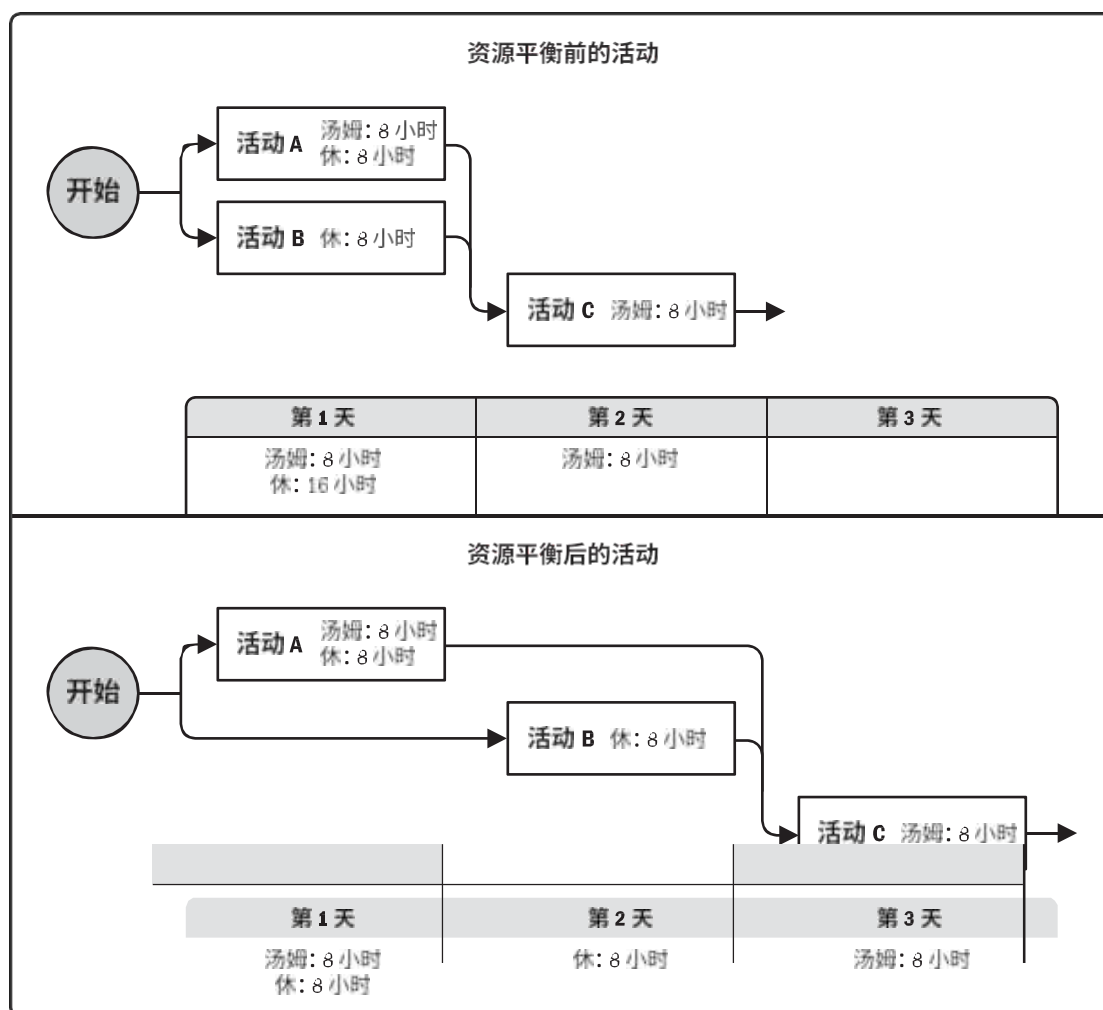 资源平衡前的活动
活动 A 汤姆：8 小时
休：8 小时
开始
活动 B 休：8 小时
活动 C 汤姆：8 小时
第 1 天 第 2 天 第 3 天
汤姆：8 小时 汤姆：8 小时
休：16 小时
资源平衡后的活动
活动 A 汤姆：8 小时
休：8 小时
开始
活动 B 休：8 小时
活动 C 汤姆：8 小时
第 1 天 第 2 天 第 3 天
汤姆：8 小时 休：8 小时 汤姆：8 小时
休：8 小时